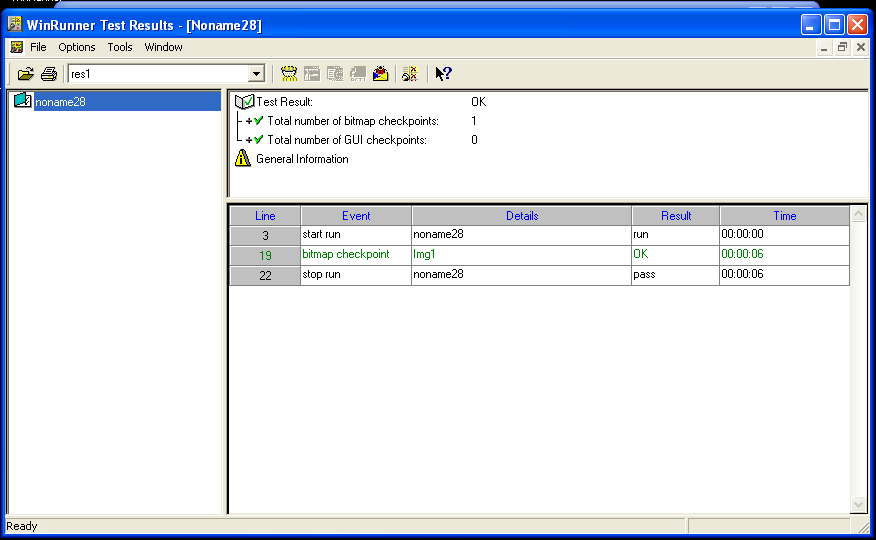 WinRunner Test Results - [Noname28]
File Options Tools Window
res1
noname28
Test Result: OK
Total number of bitmap checkpoints: 1
Total number of GUI checkpoints: 0
General Information
Line Event Details Result Time
3 start run noname28 run 00:00:00
19 bitmap checkpoint Img1 OK 00:00:06
22 stop run noname28 pass 00:00:06
Ready